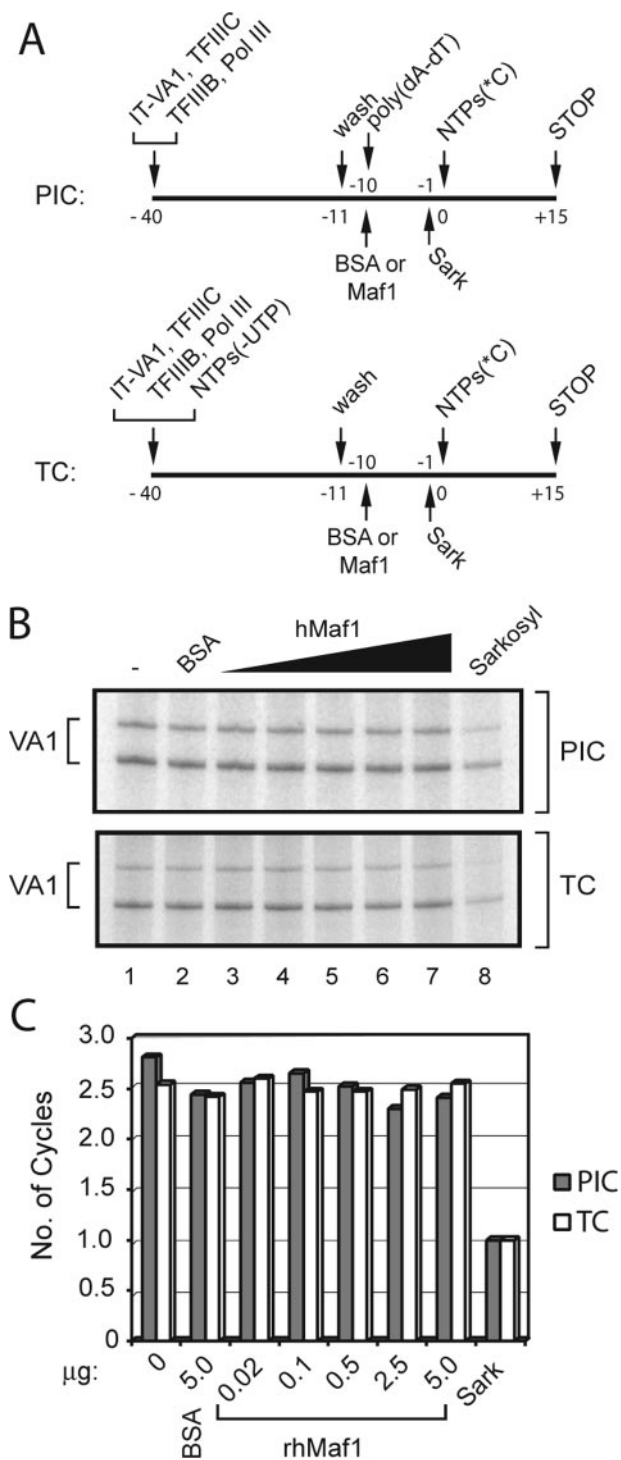 A
IT-VA1, TFIIIC
TFIIIB, Pol III
wash
poly(dA-dT)
NTPs(*C)
STOP
PIC:
-10
-1
-40
-11
0
+15
BSA or
Maf1
Sark
IT-VA1, TFIIIC
TFIIIB, Pol III
NTPs(-UTP)
wash
NTPs(*C)
STOP
TC:
-10
-1
-40
-11
0
+15
BSA or
Maf1
Sark
B
-
BSA
hMaf1
Sarkosyl
VA1
PIC
VA1
TC
1 2 3 4 5 6 7 8
C
3.0
2.5
2.0
1.5
1.0
0.5
0
No. of Cycles
PIC
TC
μg: 0 5.0 0.02 0.1 0.5 2.5 5.0 Sark
BSA
rhMaf1